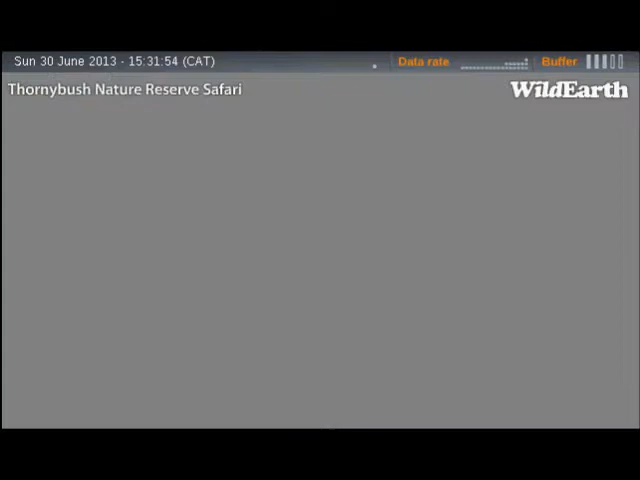 Sun 30 June 2013 - 15:31:54 (CAT) Data rate Buffer
Thornybush Nature Reserve Safari WildEarth